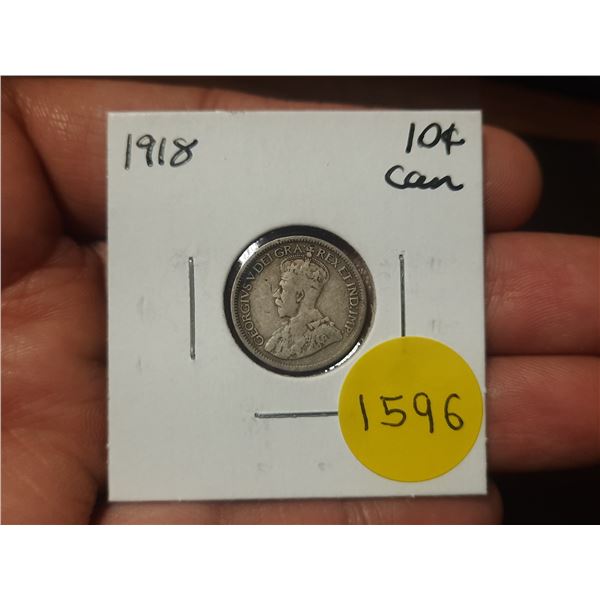 1918
10¢
Can
GEORGIVS V DEI GRA: REX ET IND: IMP:
1596